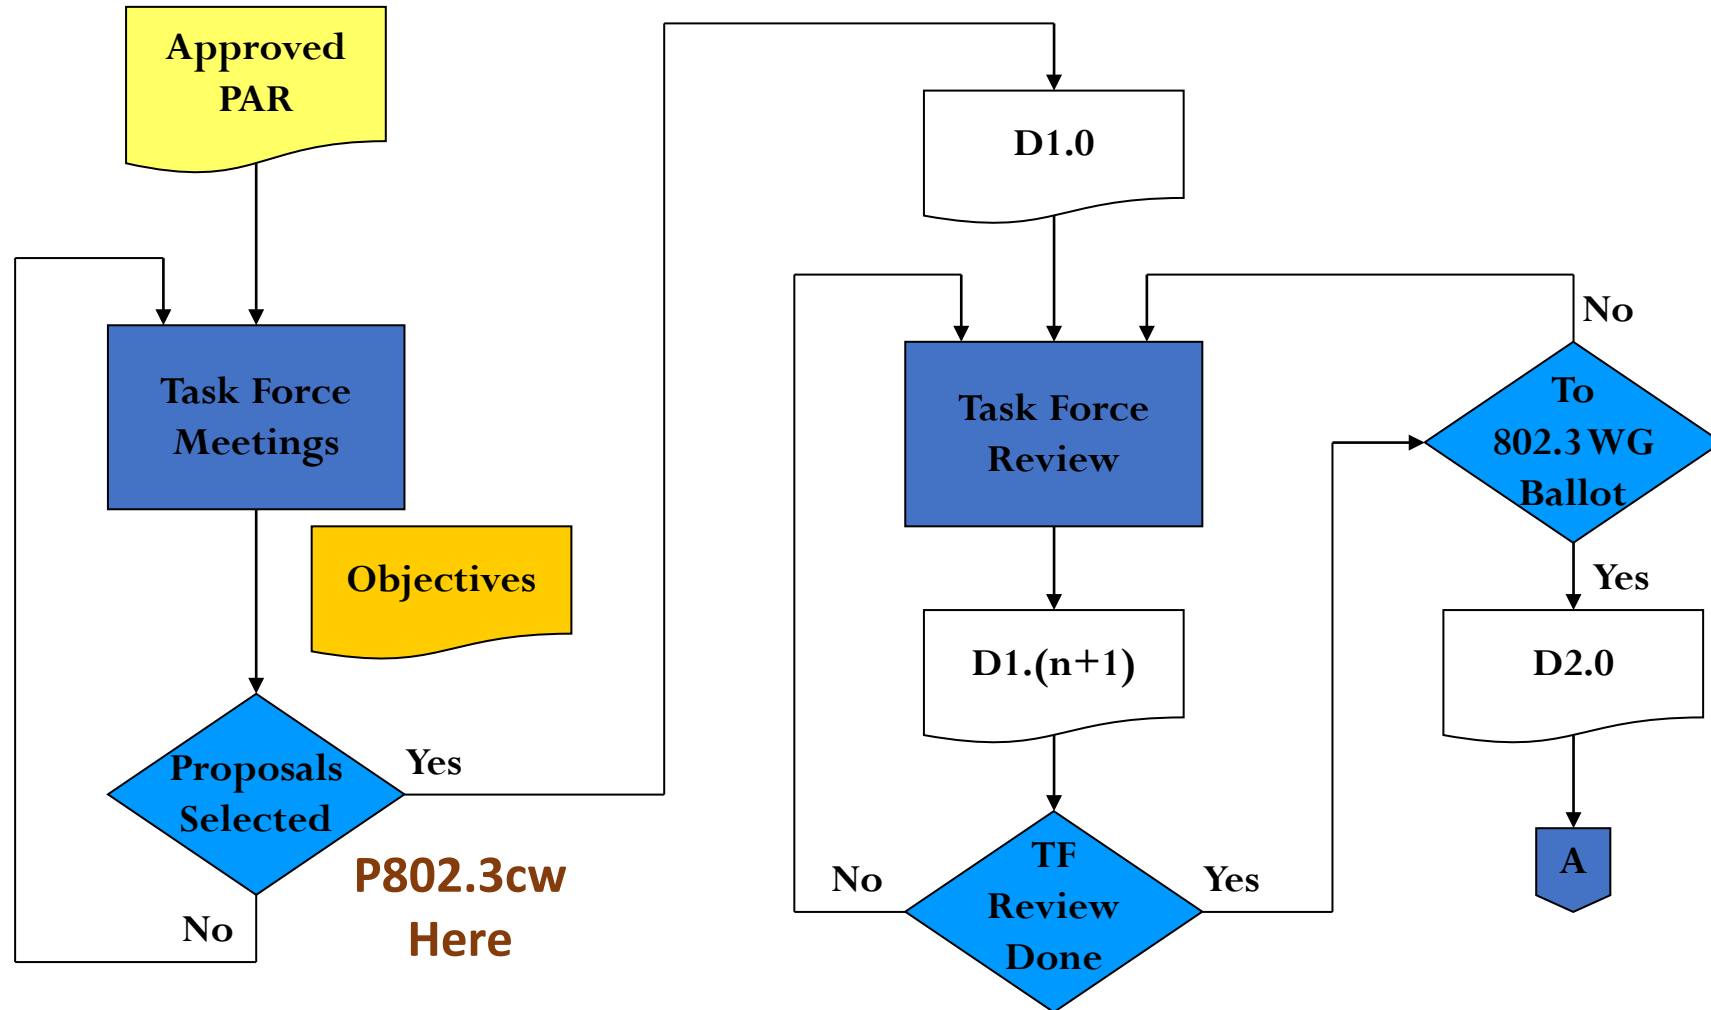 Approved
PAR
Task Force
Meetings
Objectives
Proposals
Selected
Yes
No
P802.3cw
Here
D1.0
Task Force
Review
D1.(n+1)
TF
Review
Done
No
Yes
To
802.3 WG
Ballot
No
Yes
D2.0
A